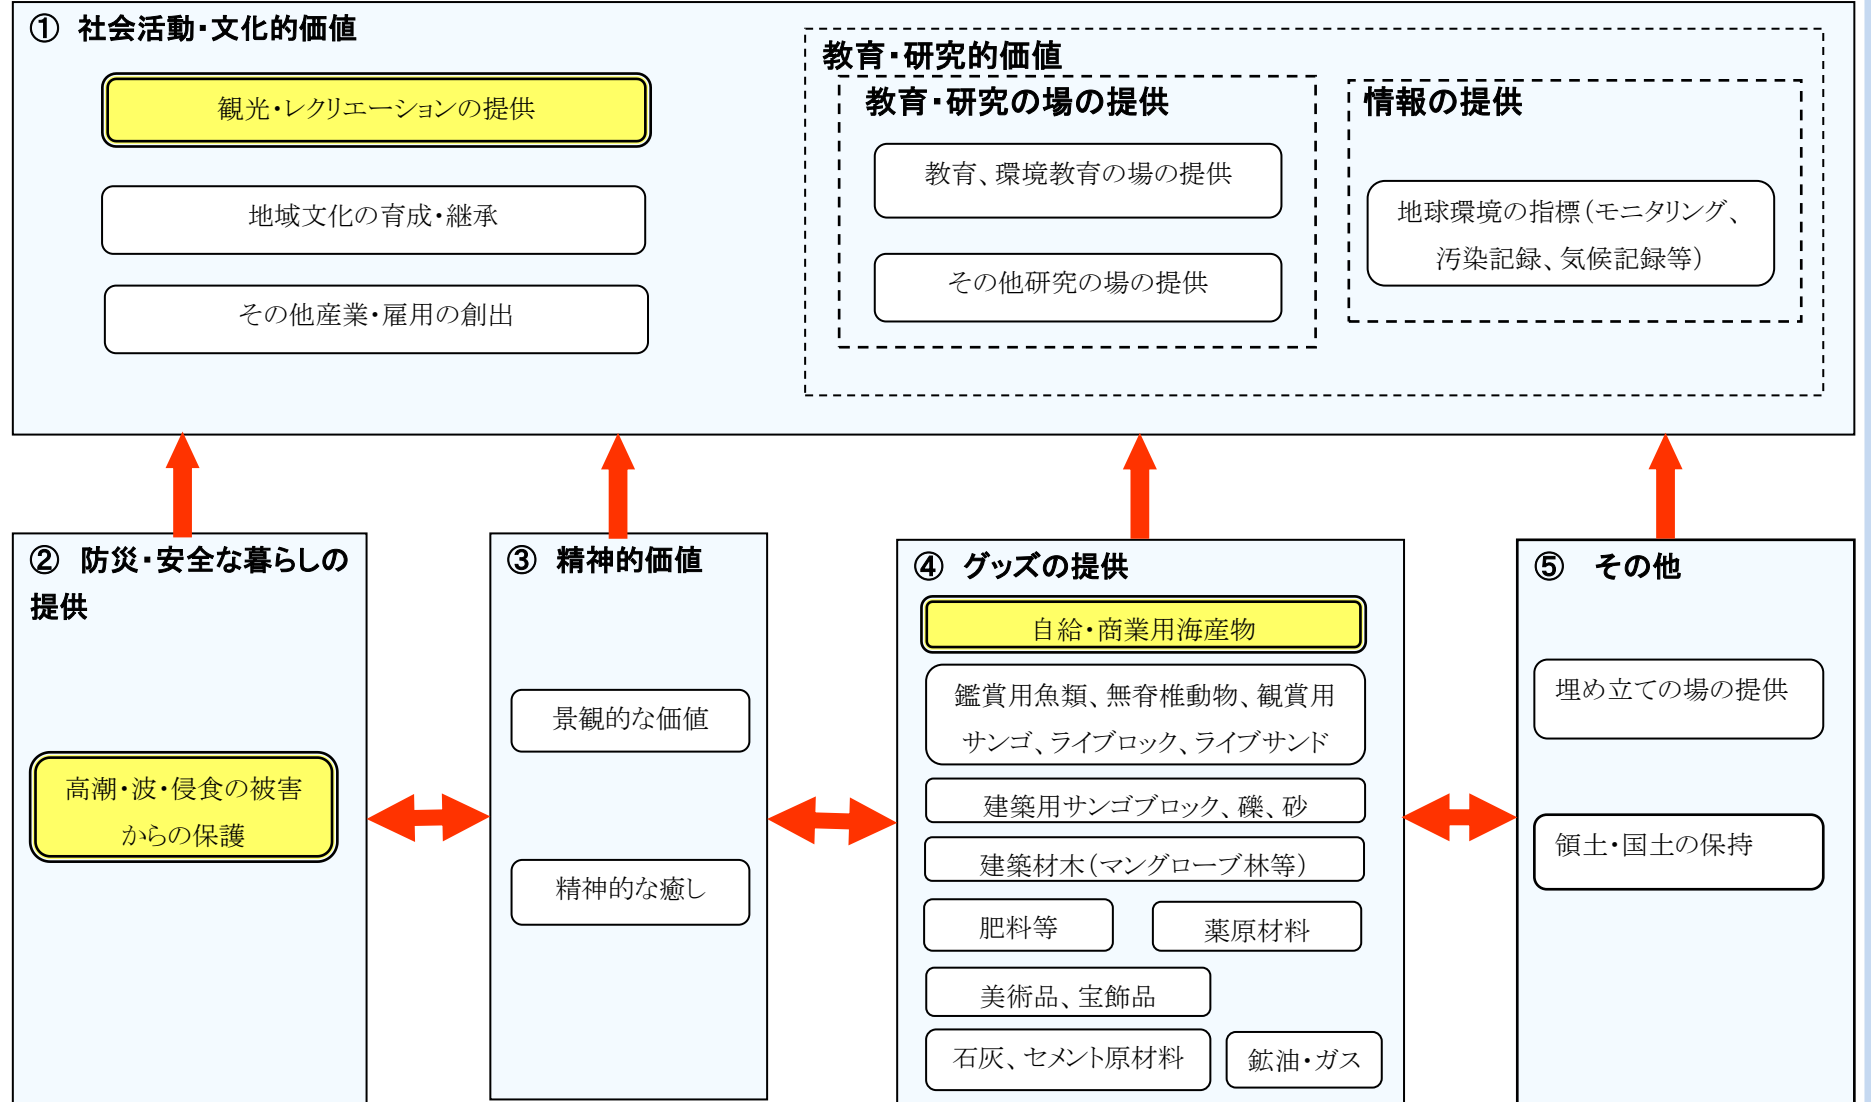 ① 社会活動・文化的価値
観光・レクリエーションの提供
地域文化の育成・継承
その他産業・雇用の創出
教育・研究的価値
教育・研究の場の提供
教育、環境教育の場の提供
その他研究の場の提供
情報の提供
地球環境の指標（モニタリング、
汚染記録、気候記録等）
② 防災・安全な暮らしの
提供
高潮・波・侵食の被害
からの保護
③ 精神的価値
景観的な価値
精神的な癒し
④ グッズの提供
自給・商業用海産物
鑑賞用魚類、無脊椎動物、観賞用
サンゴ、ライブロック、ライブサンド
建築用サンゴブロック、礫、砂
建築材木（マングローブ林等）
肥料等
薬原材料
美術品、宝飾品
石灰、セメント原材料
鉱油・ガス
⑤ その他
埋め立ての場の提供
領土・国土の保持